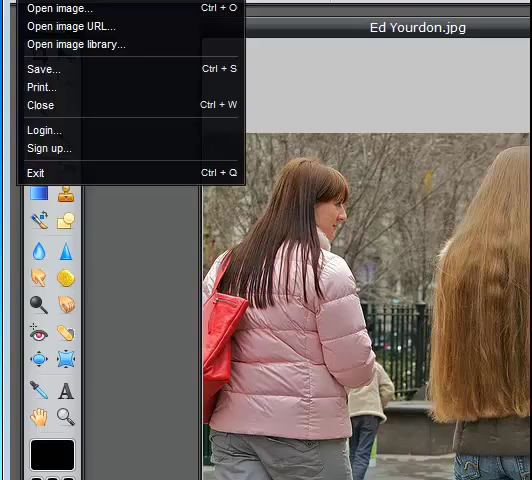 Open image... Ctrl + O
Ed Yourdon.jpg
Open image URL...
Open image library...
Save... Ctrl + S
Print...
Close Ctrl + W
Login...
Sign up...
Exit Ctrl + Q
A